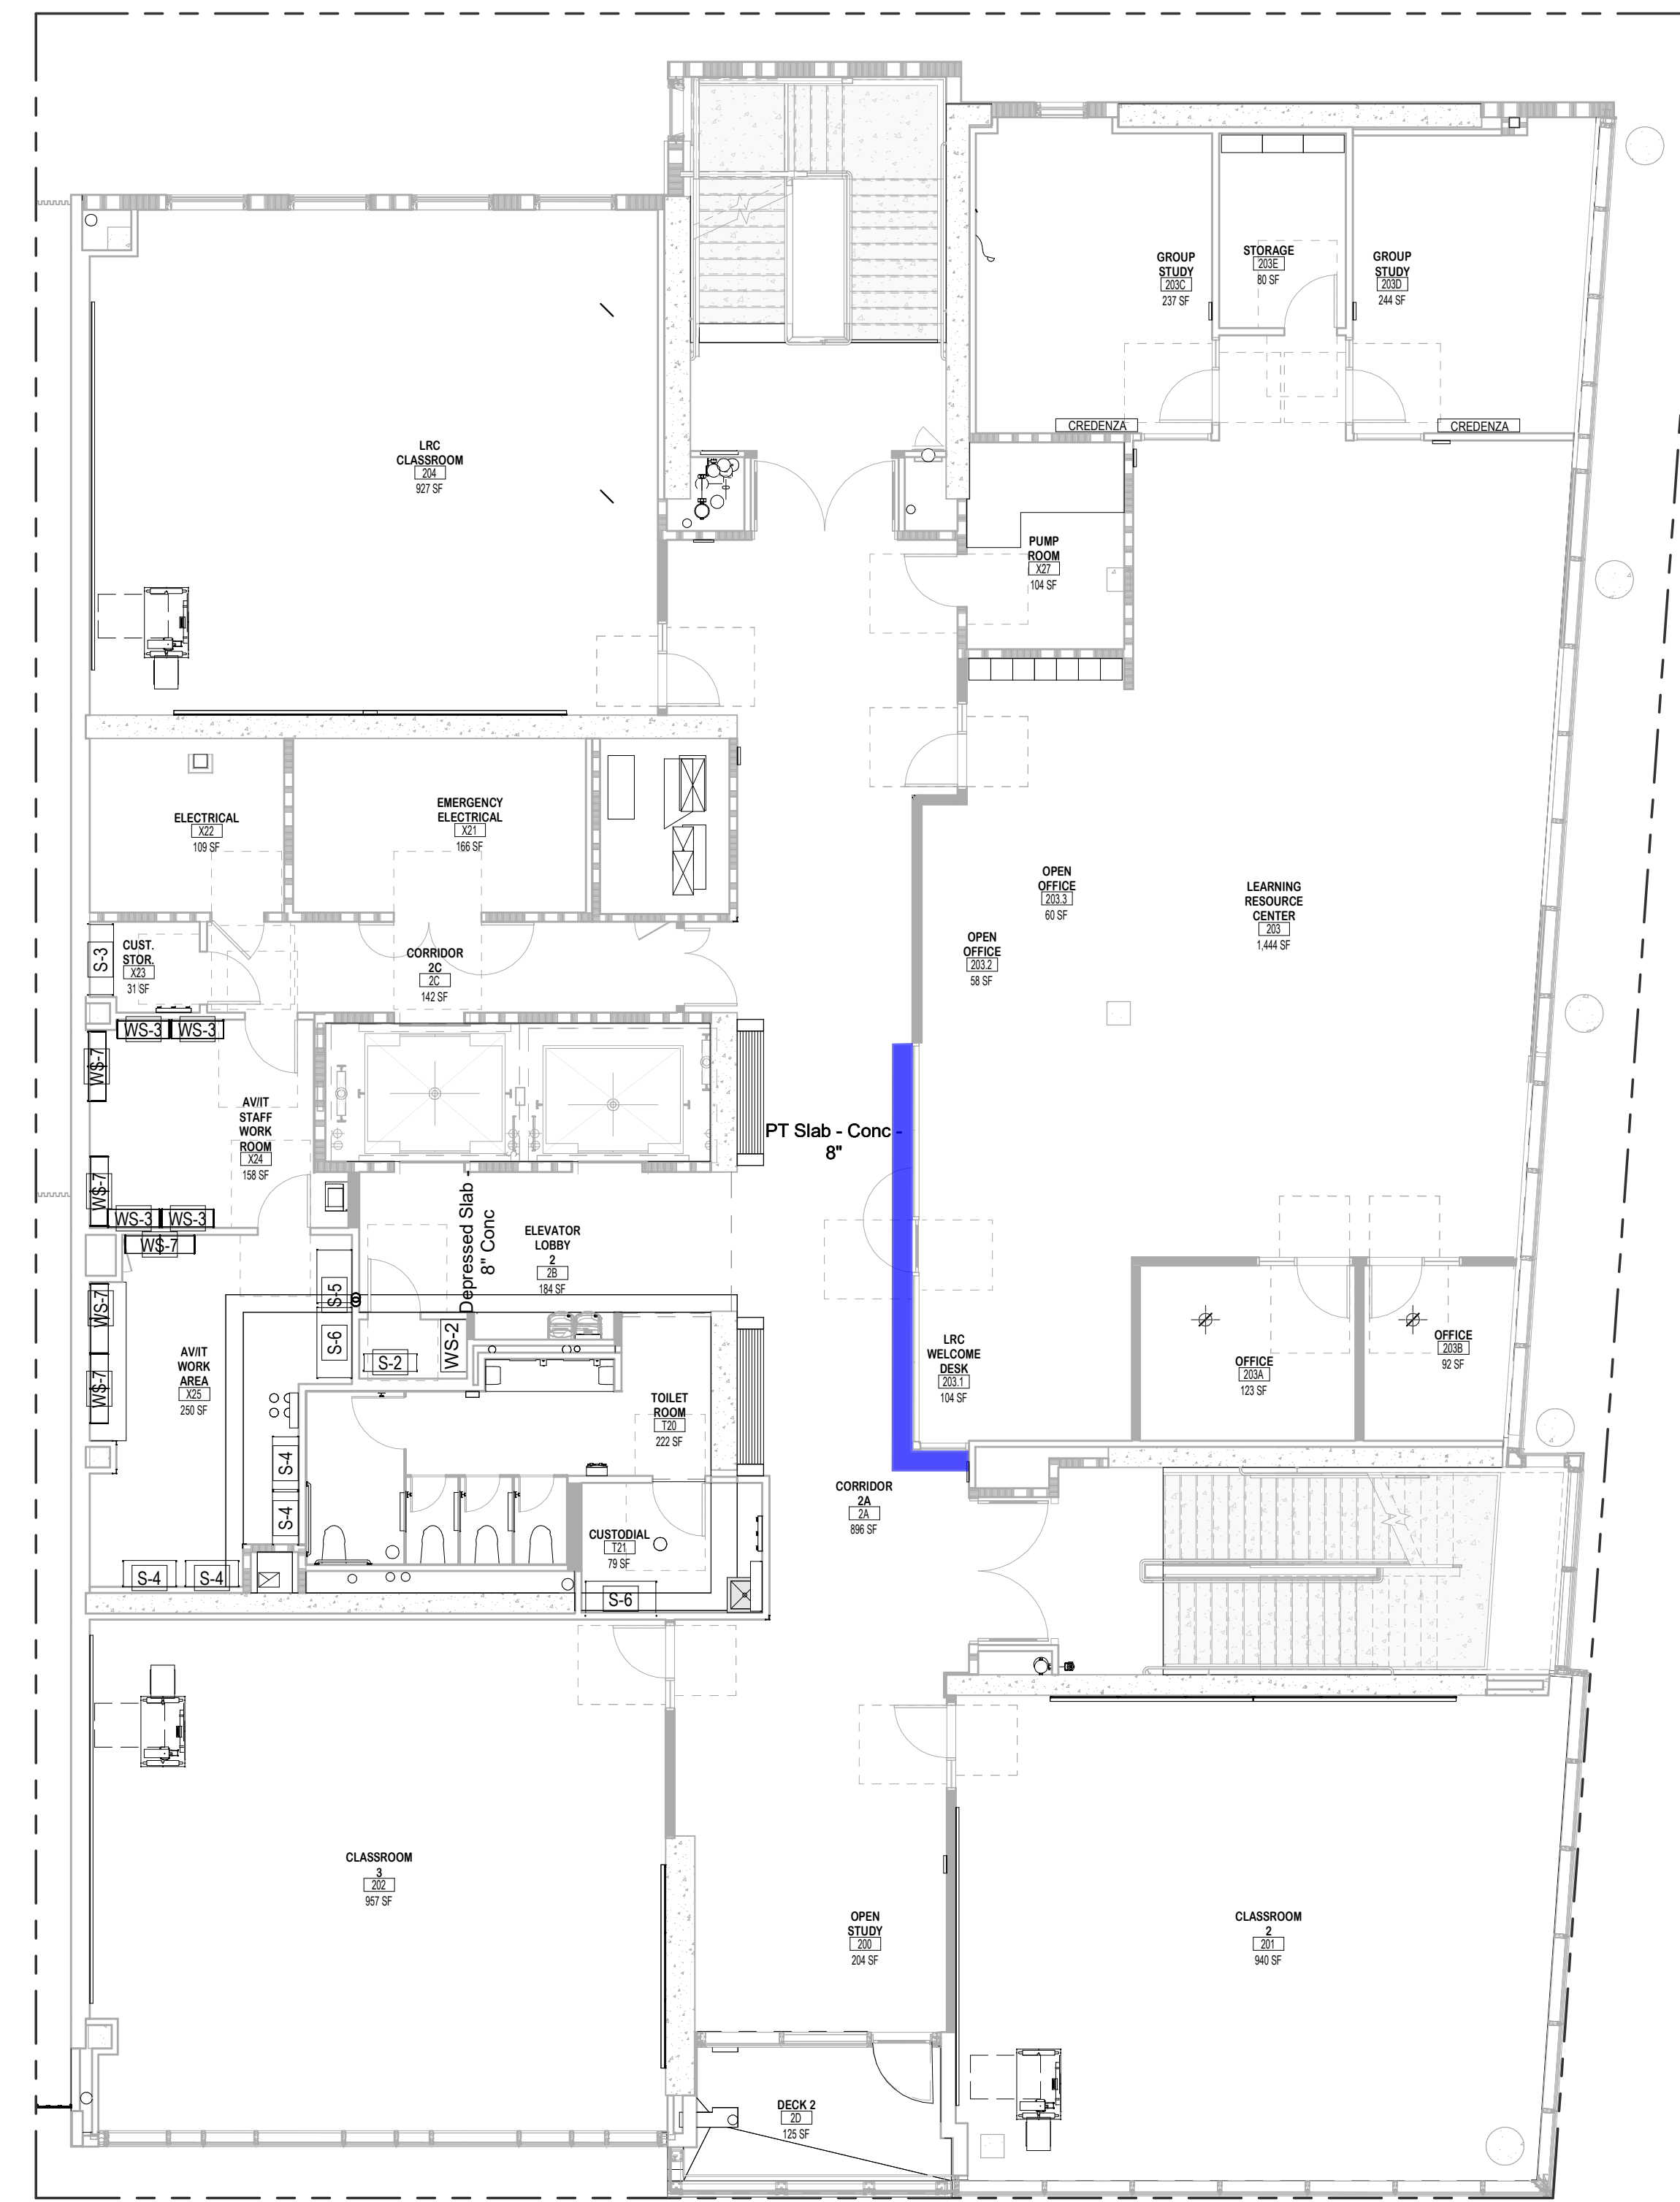 GROUP
STUDY
203C
237 SF
STORAGE
203E
80 SF
GROUP
STUDY
203D
244 SF
CREDENZA
CREDENZA
LRC
CLASSROOM
204
927 SF
PUMP
ROOM
X27
104 SF
ELECTRICAL
X22
109 SF
EMERGENCY
ELECTRICAL
X21
166 SF
OPEN
OFFICE
203.3
60 SF
LEARNING
RESOURCE
CENTER
203
1,444 SF
OPEN
OFFICE
203.2
58 SF
S-3
CUST.
STOR.
X23
31 SF
CORRIDOR
2C
2C
142 SF
WS-3
WS-3
WS-7
AV/IT
STAFF
WORK
ROOM
X24
158 SF
PT Slab - Conc -
8"
WS-7
WS-3
WS-3
WS-7
Depressed Slab -
8" Conc
ELEVATOR
LOBBY
2
2B
184 SF
WS-7
S-5
S-6
S-2
WS-2
WS-7
AV/IT
WORK
AREA
X25
250 SF
LRC
WELCOME
DESK
203.1
104 SF
OFFICE
203A
123 SF
OFFICE
203B
92 SF
TOILET
ROOM
T20
222 SF
S-4
S-4
CORRIDOR
2A
2A
896 SF
CUSTODIAL
T21
79 SF
S-4
S-4
S-6
CLASSROOM
3
202
957 SF
OPEN
STUDY
200
204 SF
CLASSROOM
2
201
940 SF
DECK 2
2D
125 SF